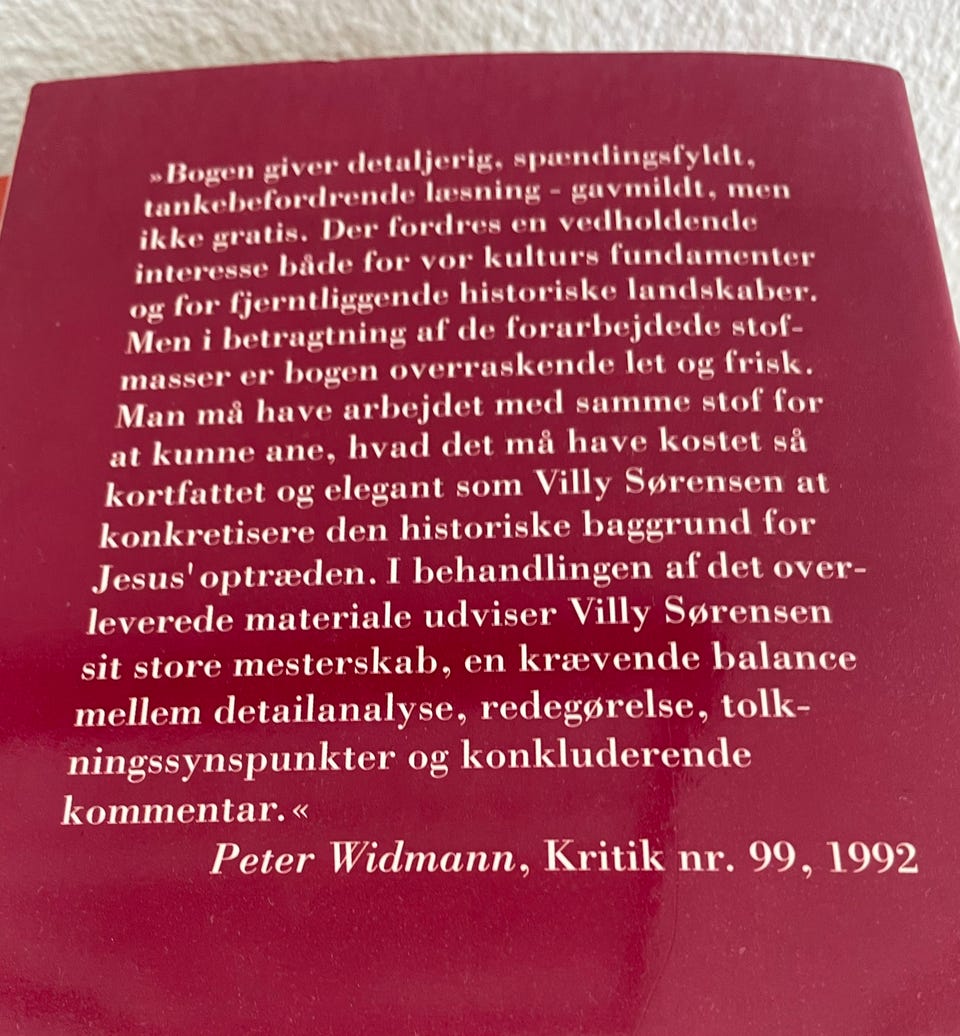 »Bogen giver detaljerig, spændingsfyldt,
tankebefordrende læsning - gavmildt, men
ikke gratis. Der fordres en vedholdende
interesse både for vor kulturs fundamenter
og for fjerntliggende historiske landskaber.
Men i betragtning af de forarbejdede stof-
masser er bogen overraskende let og frisk.
Man må have arbejdet med samme stof for
at kunne ane, hvad det må have kostet så
kortfattet og elegant som Villy Sørensen at
konkretisere den historiske baggrund for
Jesus' optræden. I behandlingen af det over-
leverede materiale udviser Villy Sørensen
sit store mesterskab, en krævende balance
mellem detailanalyse, redegørelse, tolk-
ningssynspunkter og konkluderende
kommentar.«
Peter Widmann, Kritik nr. 99, 1992